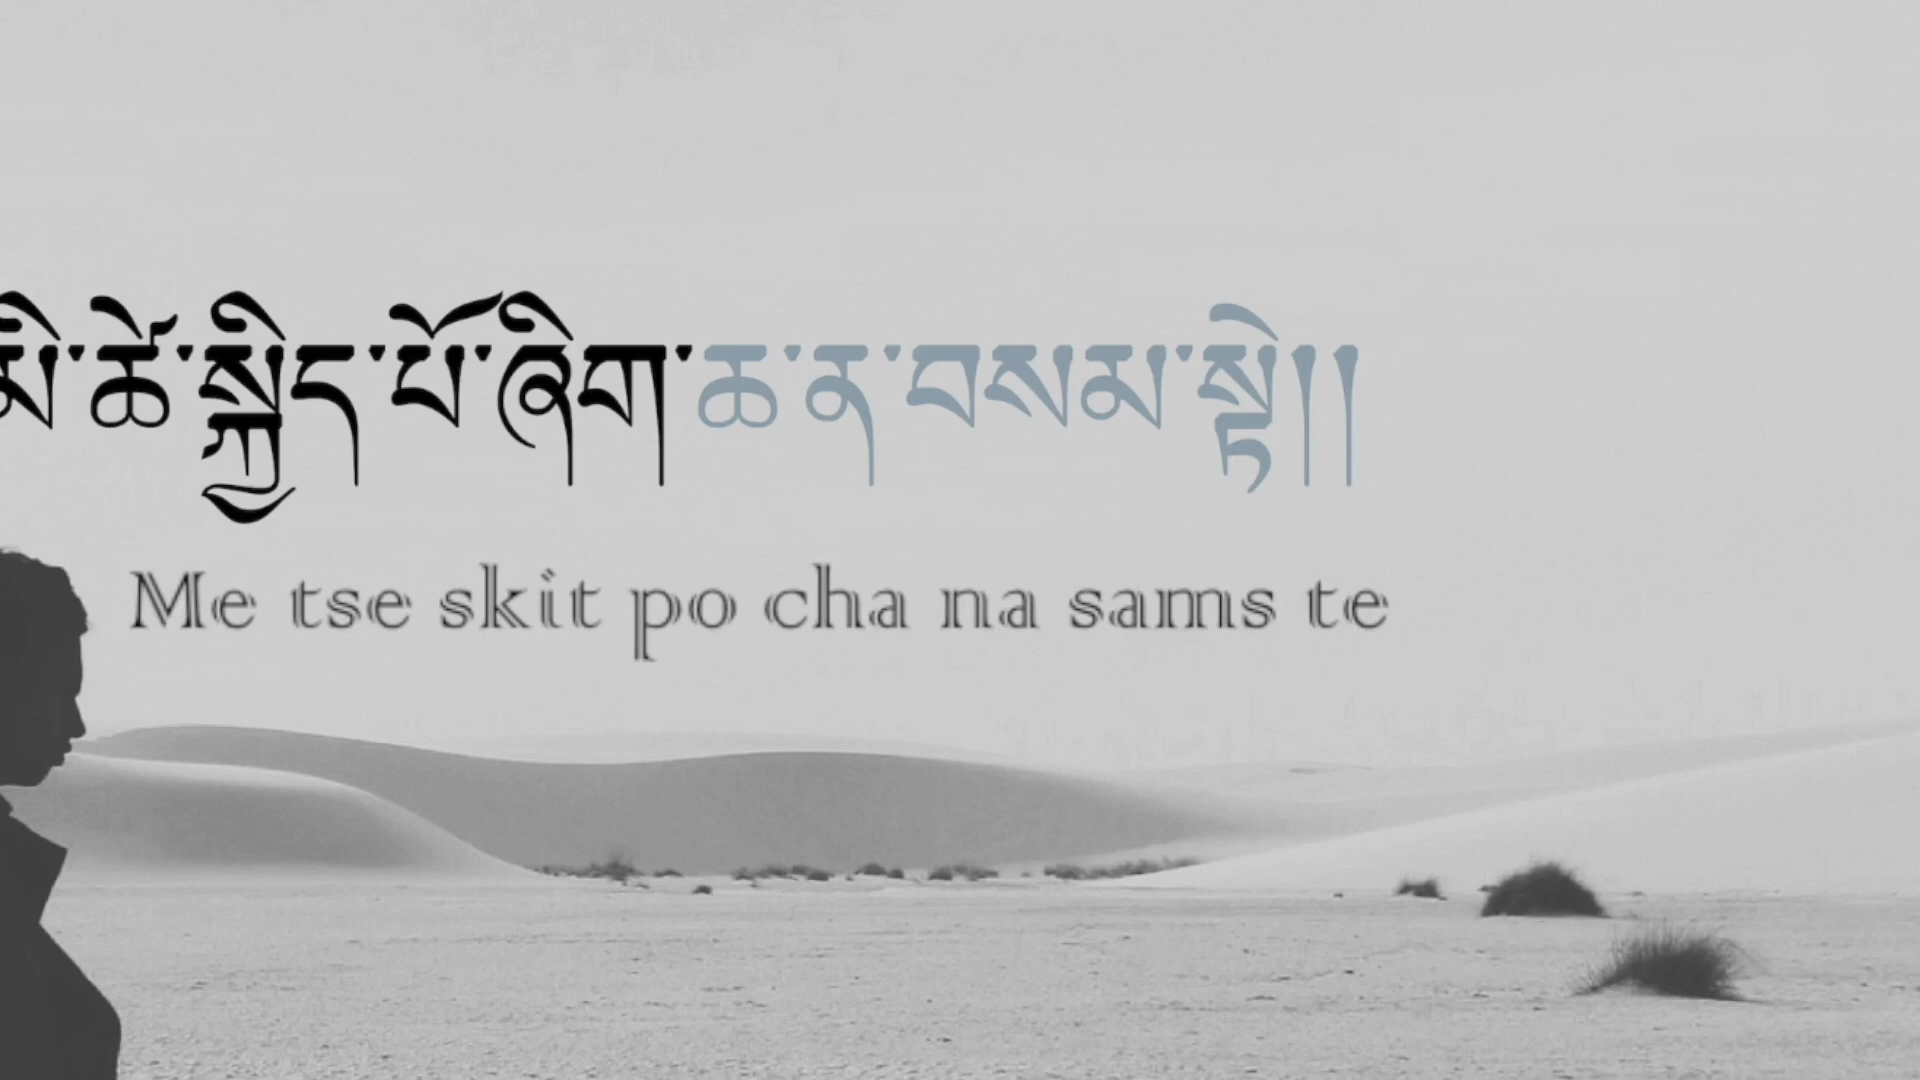 མི་ཚེ་སྐྱིད་པོ་ཞིག་ཆ་ན་བསམ་སྟེ།།
Me tse skit po cha na sams te